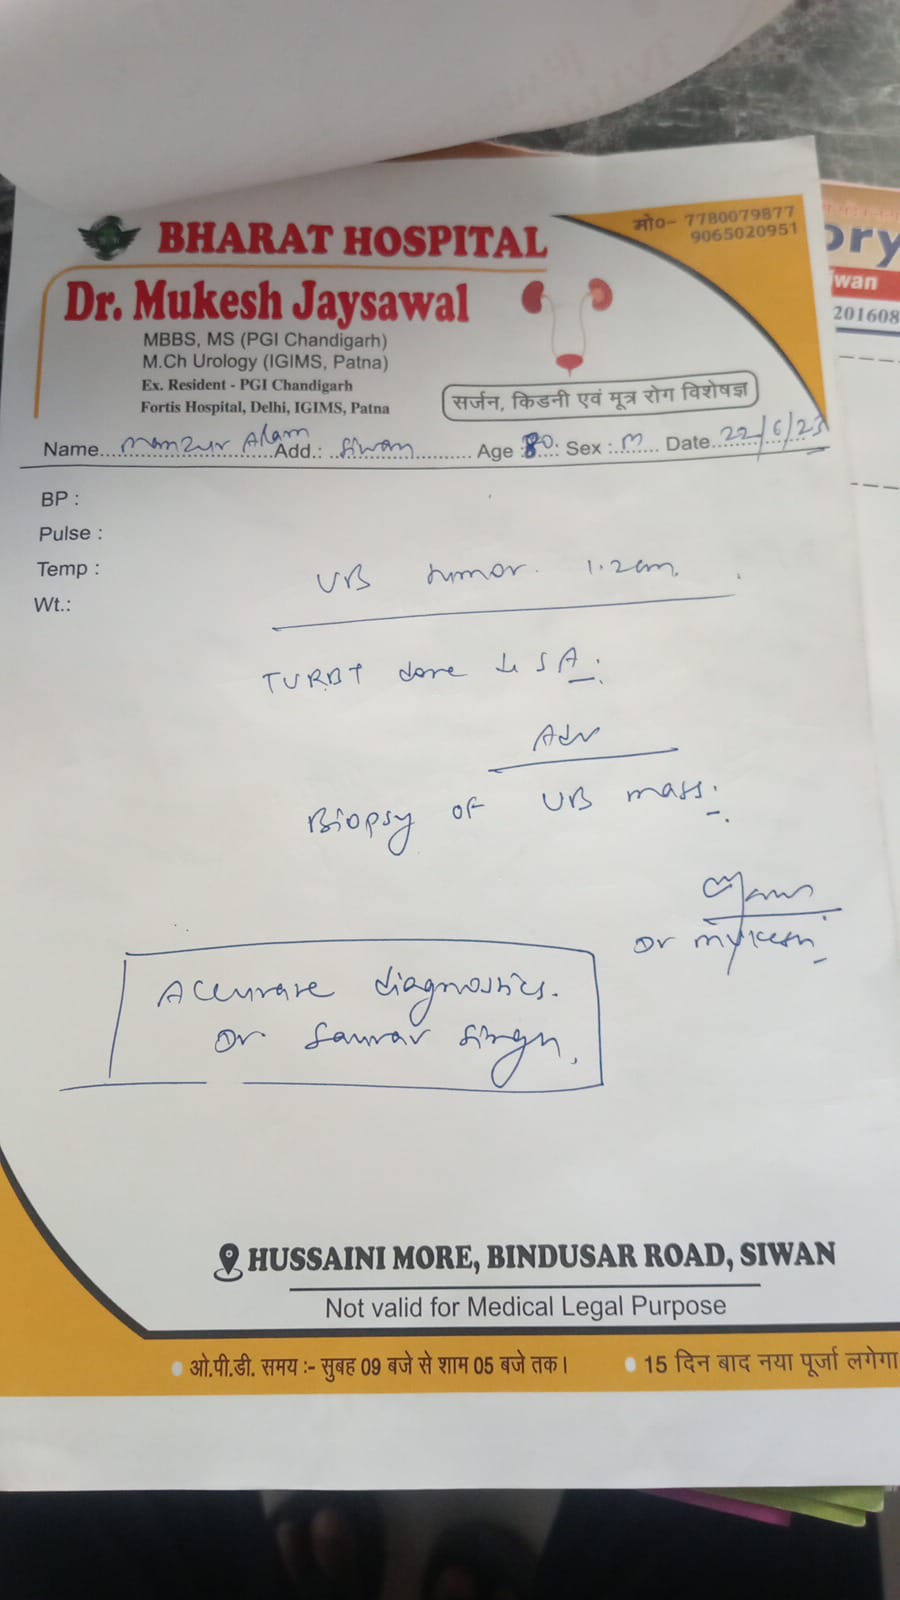 BHARAT HOSPITAL
मो०- 7780079877
9065020951
Dr. Mukesh Jaysawal
MBBS, MS (PGI Chandigarh)
M.Ch Urology (IGIMS, Patna)
Ex. Resident - PGI Chandigarh
Fortis Hospital, Delhi, IGIMS, Patna
सर्जन, किडनी एवं मूत्र रोग विशेषज्ञ
Name... Manzur Alam Add.: Siwan Age : 80. Sex : M Date 22/6/23
BP :
Pulse :
Temp :
Wt.:
UB tumor. 1.2cm.
TURBT done SA.
Adv
Biopsy of UB mass.
Dr Mukesh
Accurate diagnostics.
Dr Saurav Singh.
HUSSAINI MORE, BINDUSAR ROAD, SIWAN
Not valid for Medical Legal Purpose
ओ.पी.डी. समय :- सुबह 09 बजे से शाम 05 बजे तक।
15 दिन बाद नया पूर्जा लगेगा
ory
iwan
201608